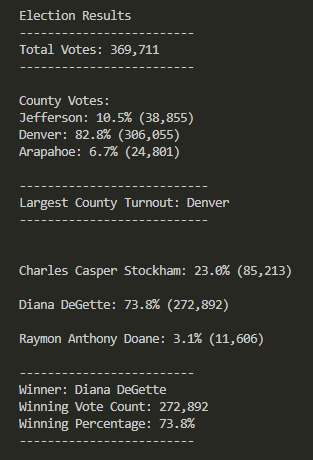 Election Results
-------------------------
Total Votes: 369,711
-------------------------
County Votes:
Jefferson: 10.5% (38,855)
Denver: 82.8% (306,055)
Arapahoe: 6.7% (24,801)
---------------------------
Largest County Turnout: Denver
---------------------------
Charles Casper Stockham: 23.0% (85,213)
Diana DeGette: 73.8% (272,892)
Raymon Anthony Doane: 3.1% (11,606)
-------------------------
Winner: Diana DeGette
Winning Vote Count: 272,892
Winning Percentage: 73.8%
-------------------------